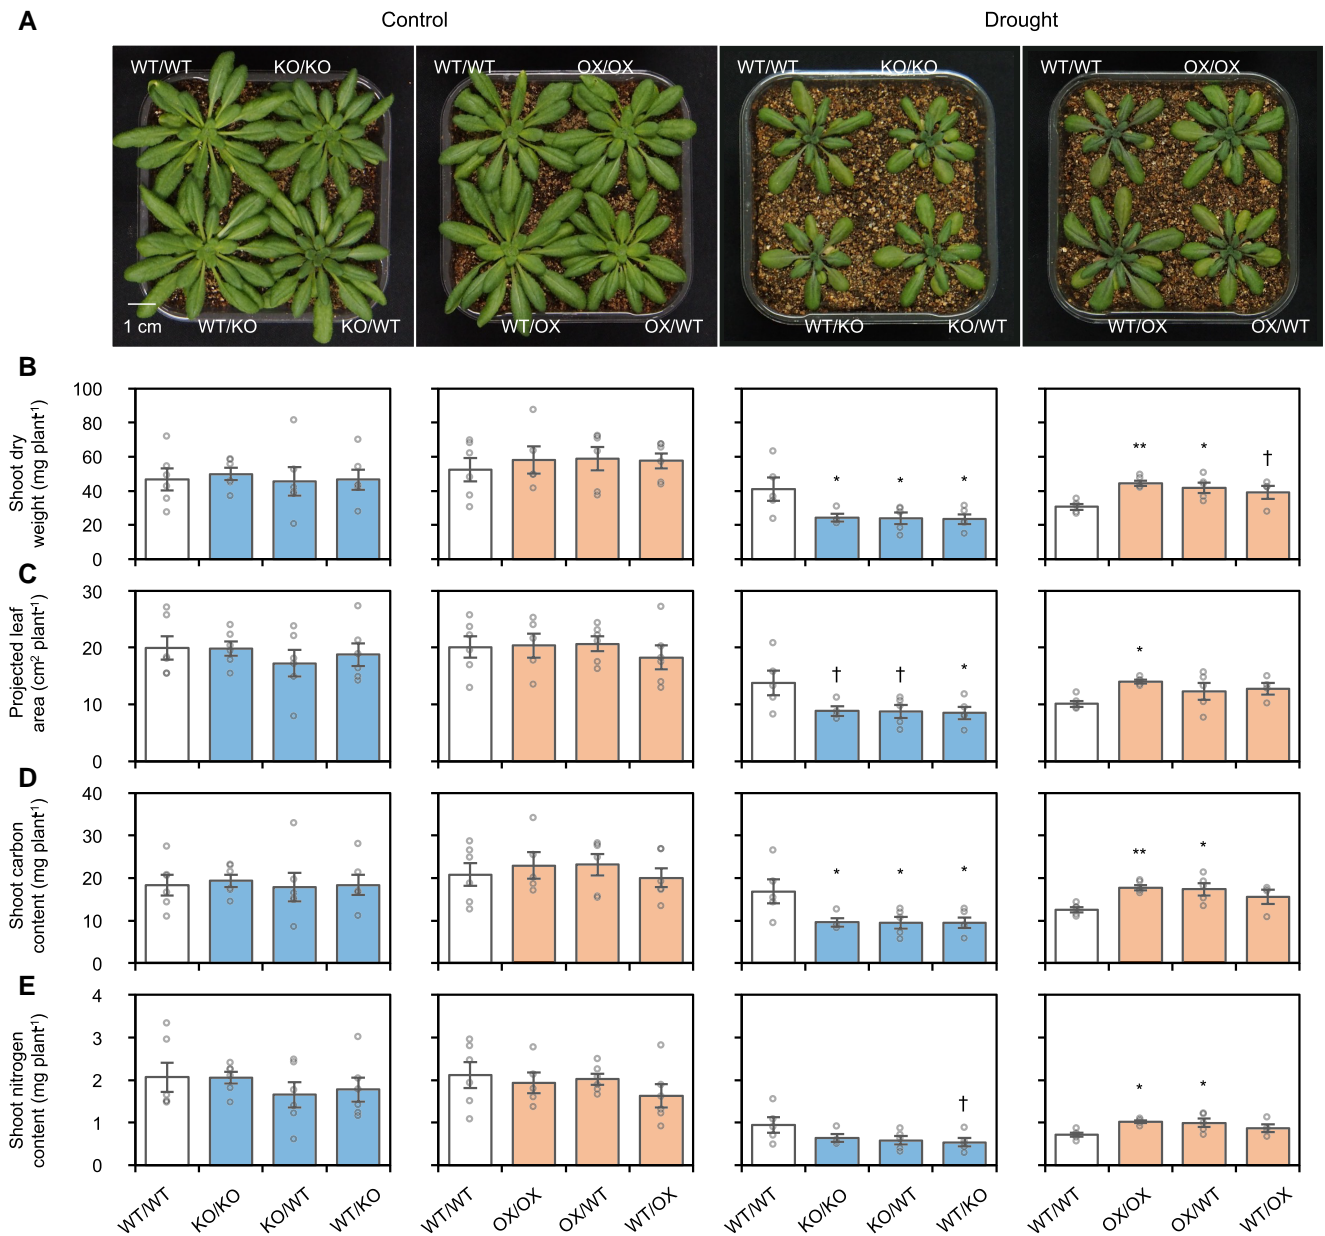 A
Control
Drought
WT/WT KO/KO
WT/WT OX/OX
WT/WT KO/KO
WT/WT OX/OX
1 cm
WT/KO KO/WT
WT/OX OX/WT
WT/KO KO/WT
WT/OX OX/WT
B
Shoot dry
weight (mg plant⁻¹)
100
80
60
40
20
0
* * *
** * †
C
Projected leaf
area (cm² plant⁻¹)
30
20
10
0
† † *
*
D
Shoot carbon
content (mg plant⁻¹)
40
30
20
10
0
* * *
** *
E
Shoot nitrogen
content (mg plant⁻¹)
4
3
2
1
0
†
* *
WT/WT KO/KO KO/WT WT/KO
WT/WT OX/OX OX/WT WT/OX
WT/WT KO/KO KO/WT WT/KO
WT/WT OX/OX OX/WT WT/OX